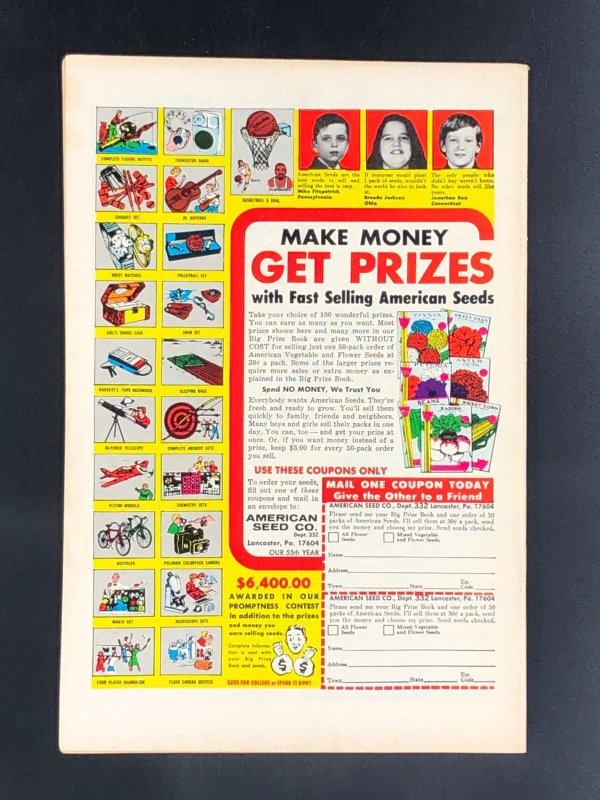 COMPLETE FISHING OUTFITS
TRANSISTOR RADIO
CROQUET SET
JR. GUITARS
WRIST WATCHES
VOLLEYBALL SET
GIRL'S TRAVEL CASE
SWIM SET
CASSETTE TAPE RECORDER
SLEEPING BAGS
30-POWER TELESCOPE
COMPLETE ARCHERY SETS
FLYING MODELS
CHEMISTRY SETS
BICYCLES
POLAROID COLORPACK CAMERA
MAGIC SET
MICROSCOPE SETS
FOUR PLAYER BADMINTON
FLASH CAMERA OUTFITS
BASKETBALL & GOAL
American Seeds are the
best seeds to sell and
selling the best is easy.
Mike Fitzpatrick
Pennsylvania
If everyone would plant
1 pack of seeds, wouldn't
the world be nice to look
at.
Brenda Jackson
Ohio
The only people who
didn't buy weren't home.
No other seeds sell like
yours.
Jonathan Dea
Connecticut
MAKE MONEY
GET PRIZES
with Fast Selling American Seeds
Take your choice of 100 wonderful prizes.
You can earn as many as you want. Most
prizes shown here and many more in our
Big Prize Book are given WITHOUT
COST for selling just one 50-pack order of
American Vegetable and Flower Seeds at
30¢ a pack. Some of the larger prizes re-
quire more sales or extra money as ex-
plained in the Big Prize Book.
Send NO MONEY, We Trust You
Everybody wants American Seeds. They're
fresh and ready to grow. You'll sell them
quickly to family, friends and neighbors.
Many boys and girls sell their packs in one
day. You, can, too — and get your prize at
once. Or, if you want money instead of a
prize, keep $5.00 for every 50-pack order
you sell.
ZINNIA
SWEET PEAS
ASTER
BEANS
RADISH
SWEET CORN
USE THESE COUPONS ONLY
To order your seeds,
fill out one of these
coupons and mail in
an envelope to:
AMERICAN
SEED CO.
Dept. 332
Lancaster, Pa. 17604
OUR 55th YEAR
MAIL ONE COUPON TODAY
Give the Other to a Friend
AMERICAN SEED CO., Dept. 332 Lancaster, Pa. 17604
Please send me your Big Prize Book and one order of 50
packs of American Seeds. I'll sell them at 30¢ a pack, send
you the money and choose my prize. Send seeds checked.
All Flower
Seeds
Mixed Vegetable
and Flower Seeds
Name
Address
Town State Zip Code
AMERICAN SEED CO., Dept. 332 Lancaster, Pa. 17604
Please send me your Big Prize Book and one order of 50
packs of American Seeds. I'll sell them at 30¢ a pack, send
you the money and choose my prize. Send seeds checked.
All Flower
Seeds
Mixed Vegetable
and Flower Seeds
Name
Address
Town State Zip Code
$6,400.00
AWARDED IN OUR
PROMPTNESS CONTEST
In addition to the prizes
and money you
earn selling seeds.
Complete informa-
tion is sent with
your Big Prize
Book and seeds.
$
$
SAVE FOR COLLEGE or SPEND IT NOW!